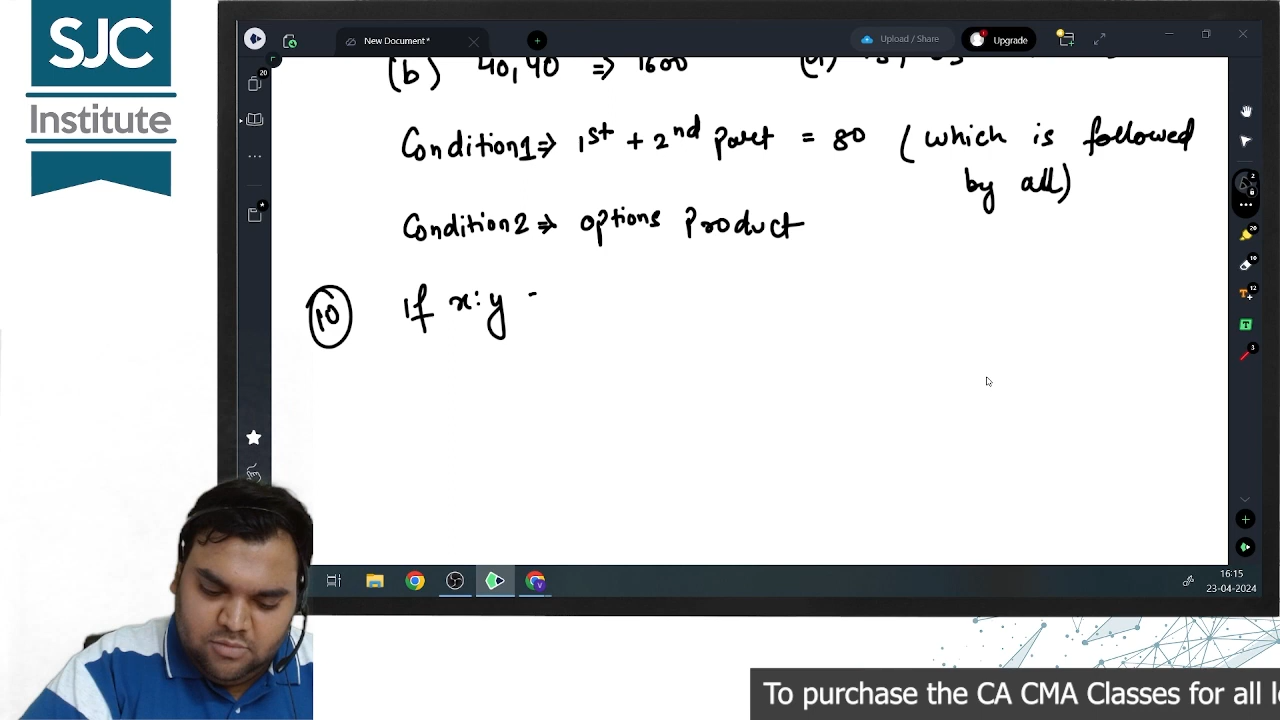 SJC
Institute
New Document*
Upload / Share
Upgrade
(b) 40,40 ⇒ 1600
Condition1⇒ 1st + 2nd part = 80 (which is followed
by all)
Condition2 ⇒ options Product
10 If x:y -
16:15
23-04-2024
To purchase the CA CMA Classes for all l